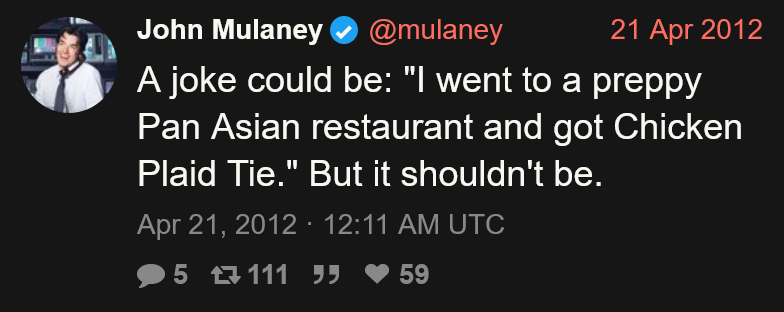 John Mulaney @mulaney 21 Apr 2012
A joke could be: "I went to a preppy
Pan Asian restaurant and got Chicken
Plaid Tie." But it shouldn't be.
Apr 21, 2012 · 12:11 AM UTC
5 111 59